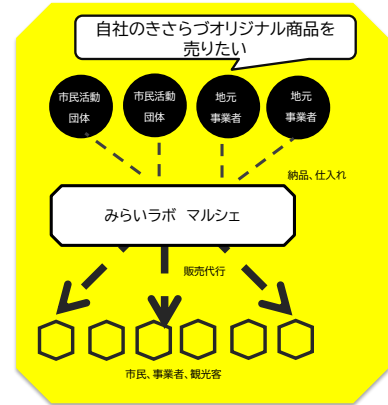 自社のきさらづオリジナル商品を
売りたい
市民活動
団体
市民活動
団体
地元
事業者
地元
事業者
納品、仕入れ
みらいラボ マルシェ
販売代行
市民、事業者、観光客